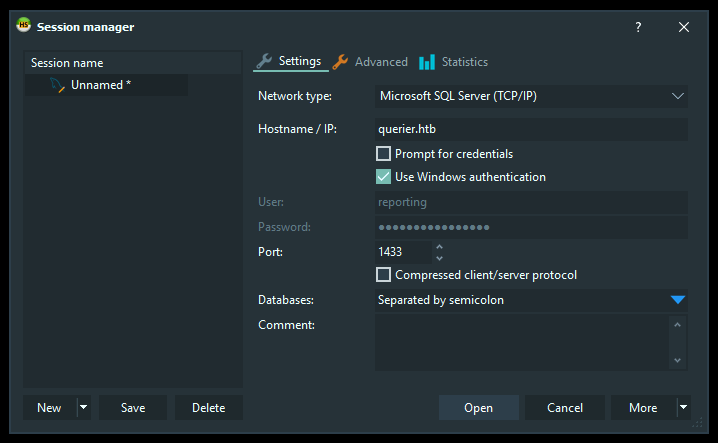 HS Session manager ?
Session name
Unnamed *
Settings Advanced Statistics
Network type: Microsoft SQL Server (TCP/IP)
Hostname / IP: querier.htb
Prompt for credentials
Use Windows authentication
User: reporting
Password: ●●●●●●●●●●●●●●●●
Port: 1433
Compressed client/server protocol
Databases: Separated by semicolon
Comment:
New Save Delete Open Cancel More